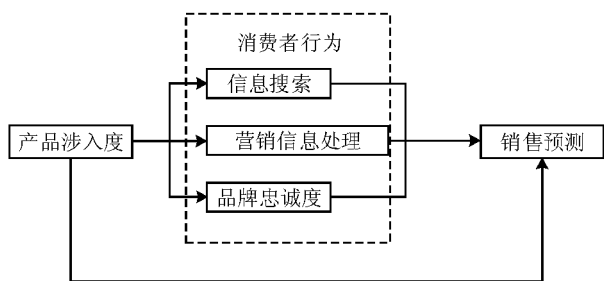 消费者行为
信息搜索
产品涉入度
营销信息处理
销售预测
品牌忠诚度